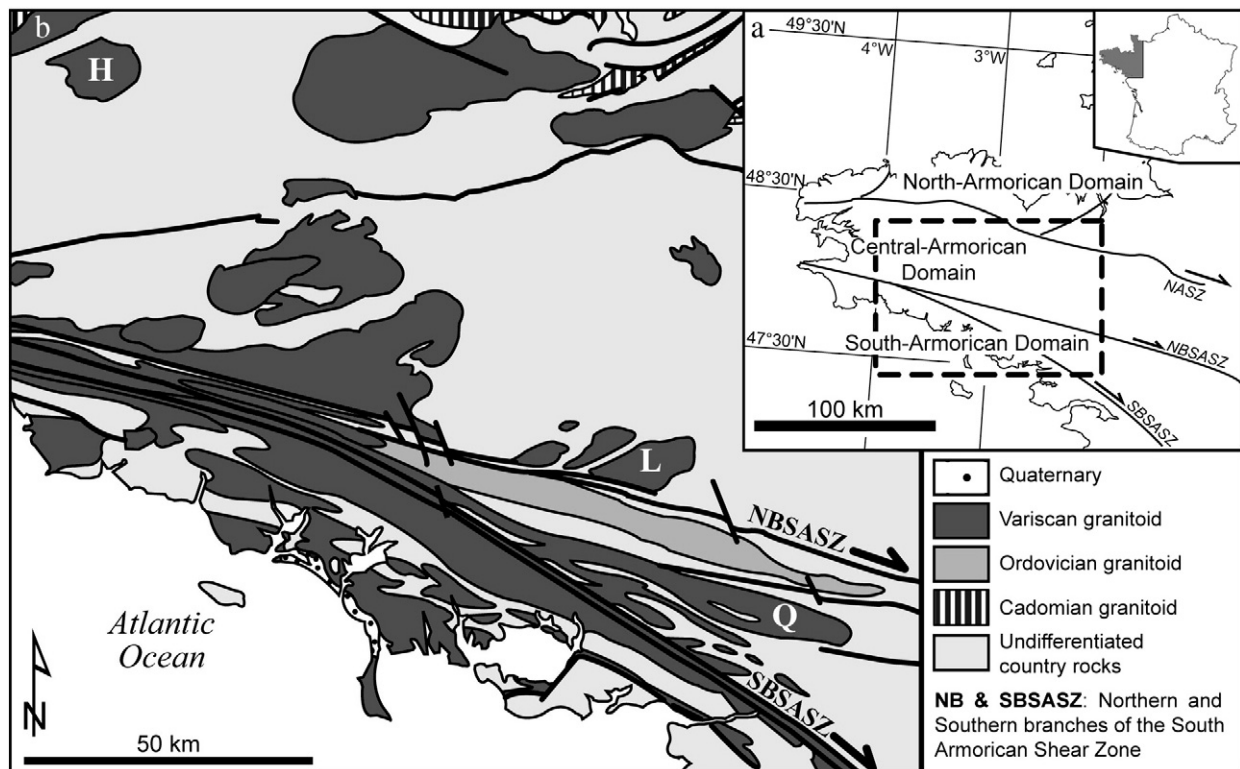 b
H
L
Q
NBSASZ
SBSASZ
Atlantic
Ocean
N
50 km
a
49°30'N
4°W
3°W
48°30'N
North-Armorican Domain
Central-Armorican
Domain
NASZ
47°30'N
South-Armorican Domain
NBSASZ
SBSASZ
100 km
Quaternary
Variscan granitoid
Ordovician granitoid
Cadomian granitoid
Undifferentiated
country rocks
NB & SBSASZ: Northern and
Southern branches of the South
Armorican Shear Zone